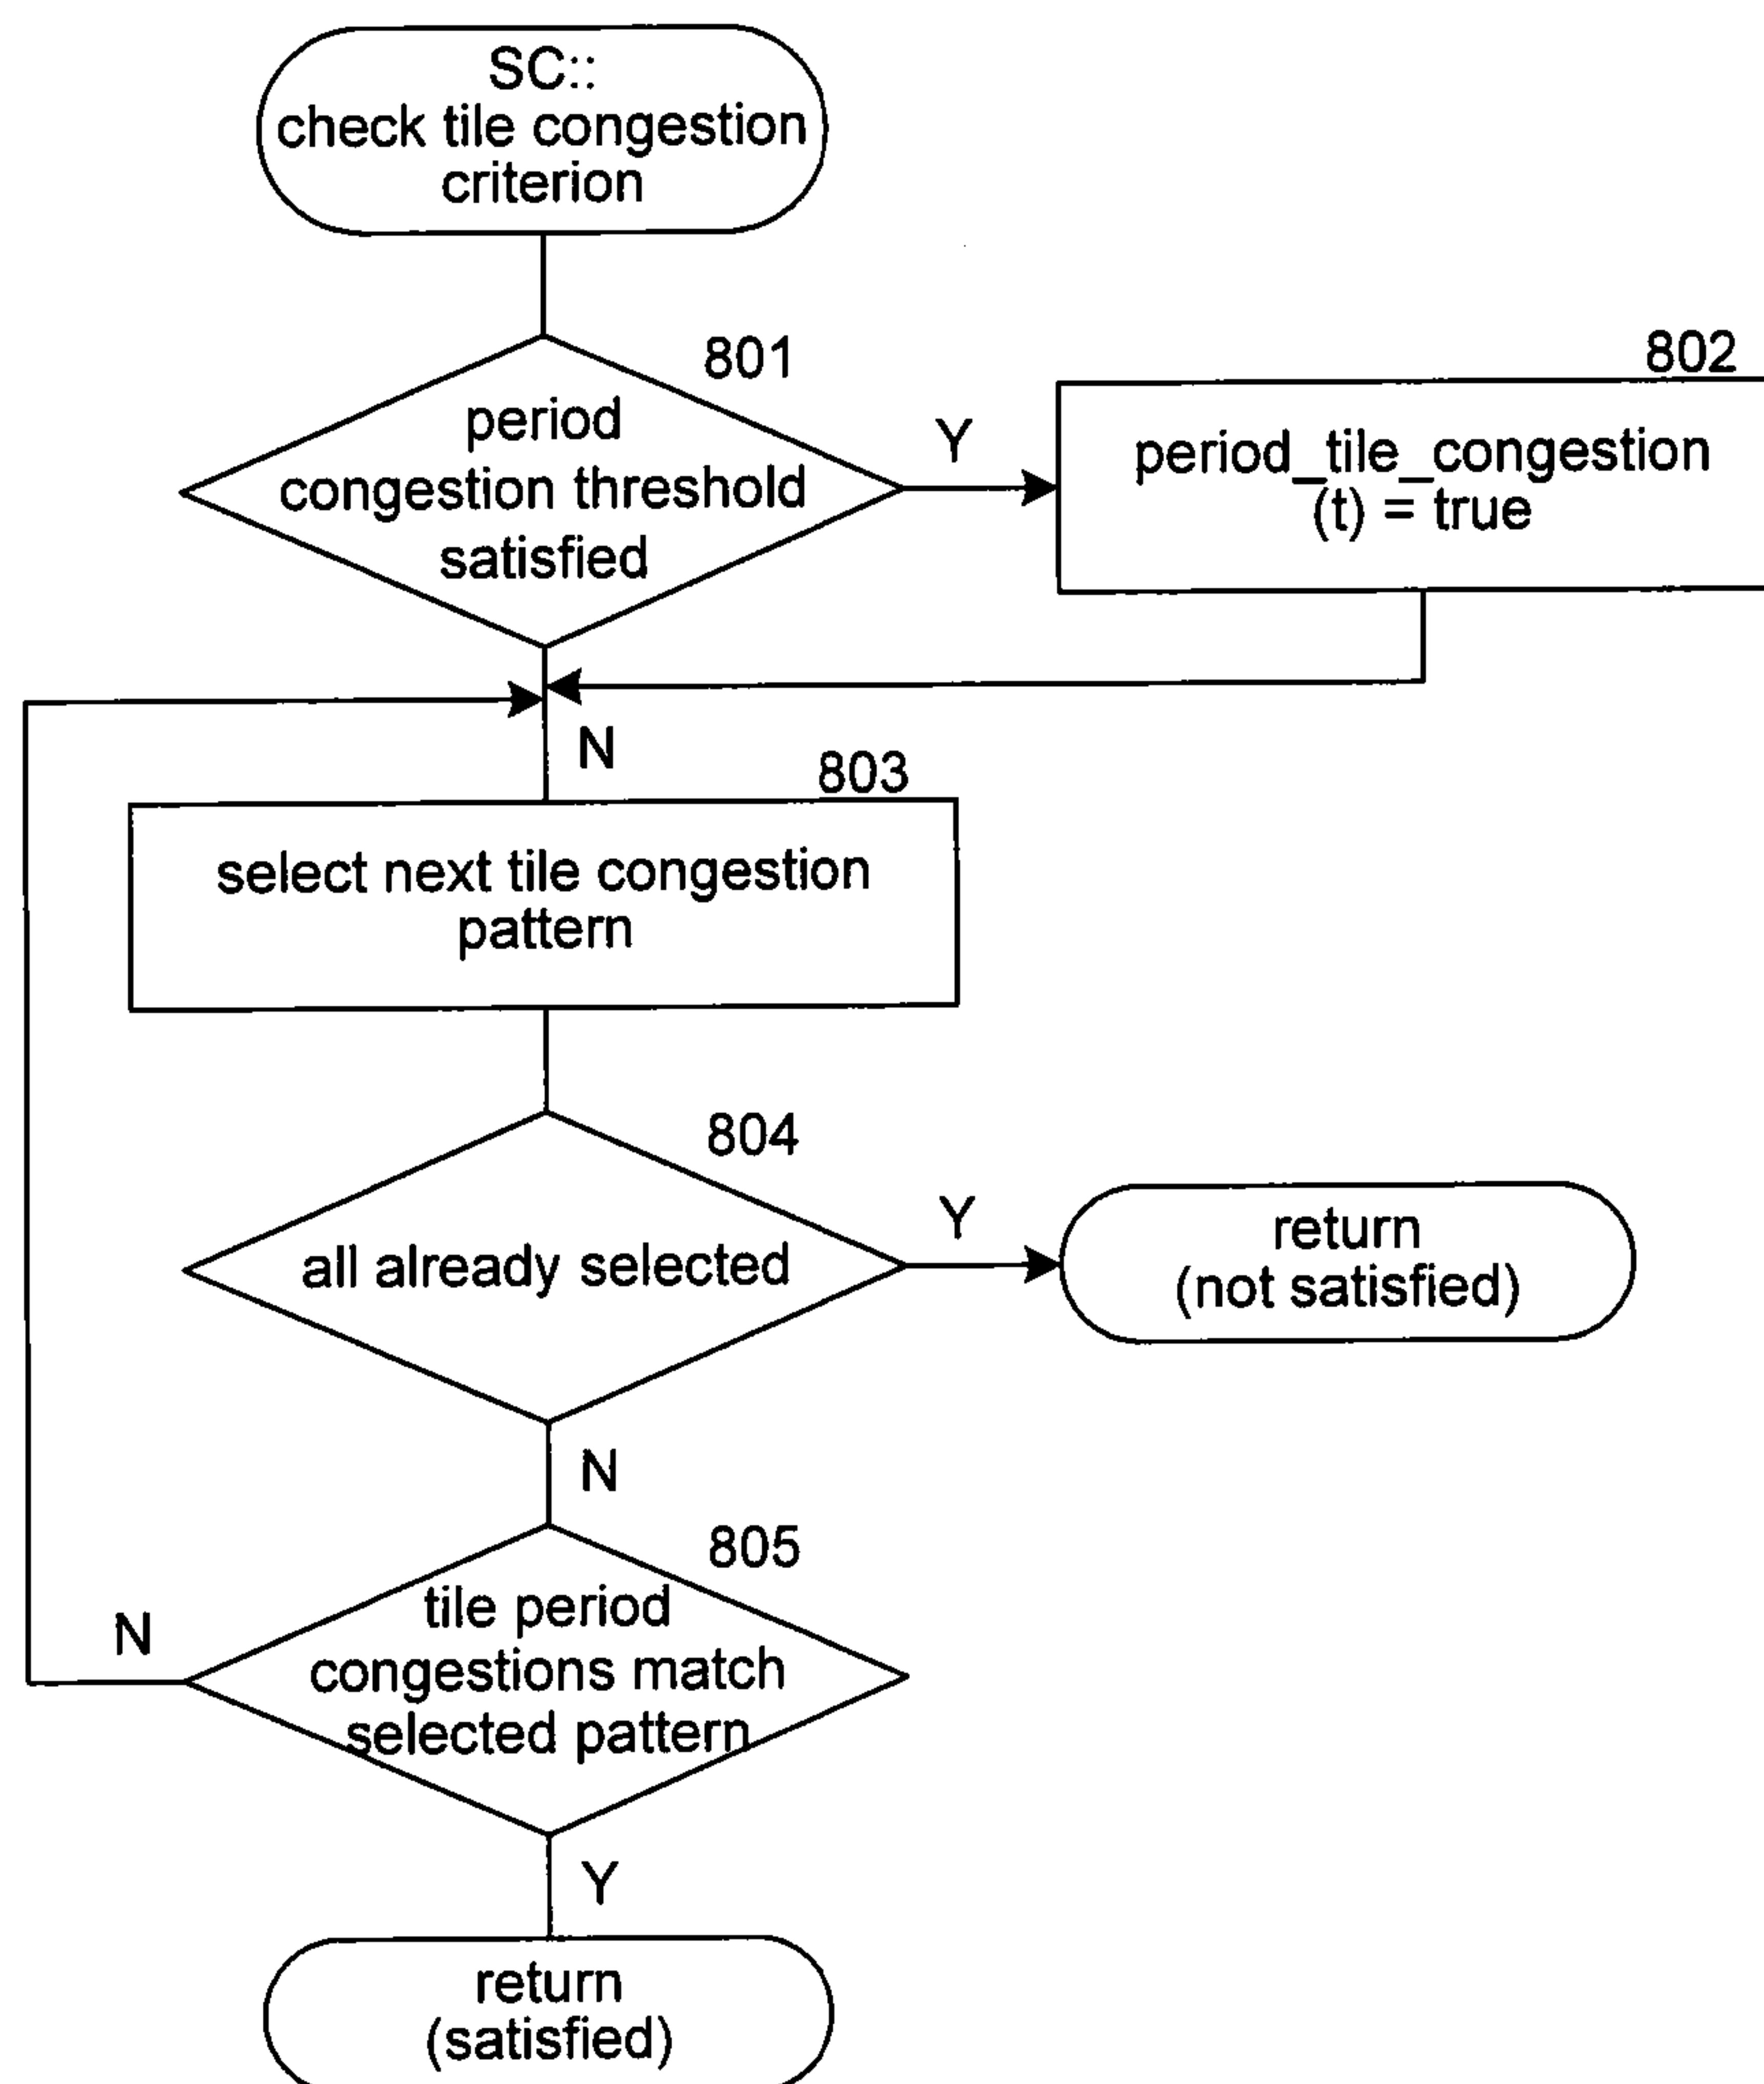 SC::
check tile congestion
criterion
801
period
congestion threshold
satisfied
Y
802
period_tile_congestion
(t) = true
N
803
select next tile congestion
pattern
804
all already selected
Y
return
(not satisfied)
N
805
tile period
congestions match
selected pattern
N
Y
return
(satisfied)